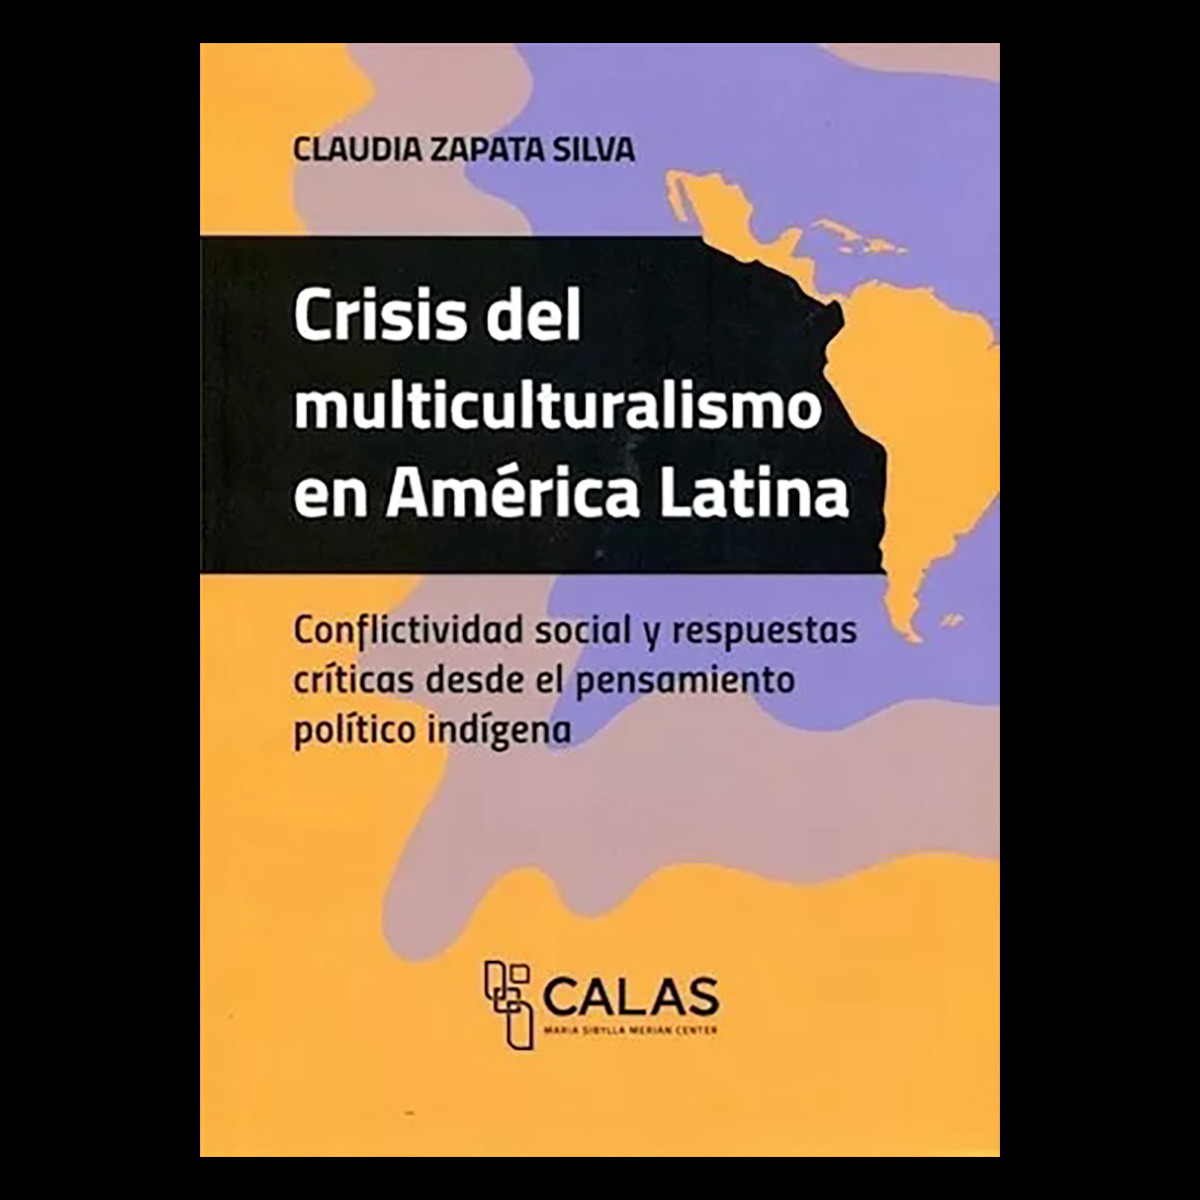 CLAUDIA ZAPATA SILVA
Crisis del
multiculturalismo
en América Latina
Conflictividad social y respuestas
críticas desde el pensamiento
político indígena
CALAS
MARIA SIBYLLA MERIAN CENTER